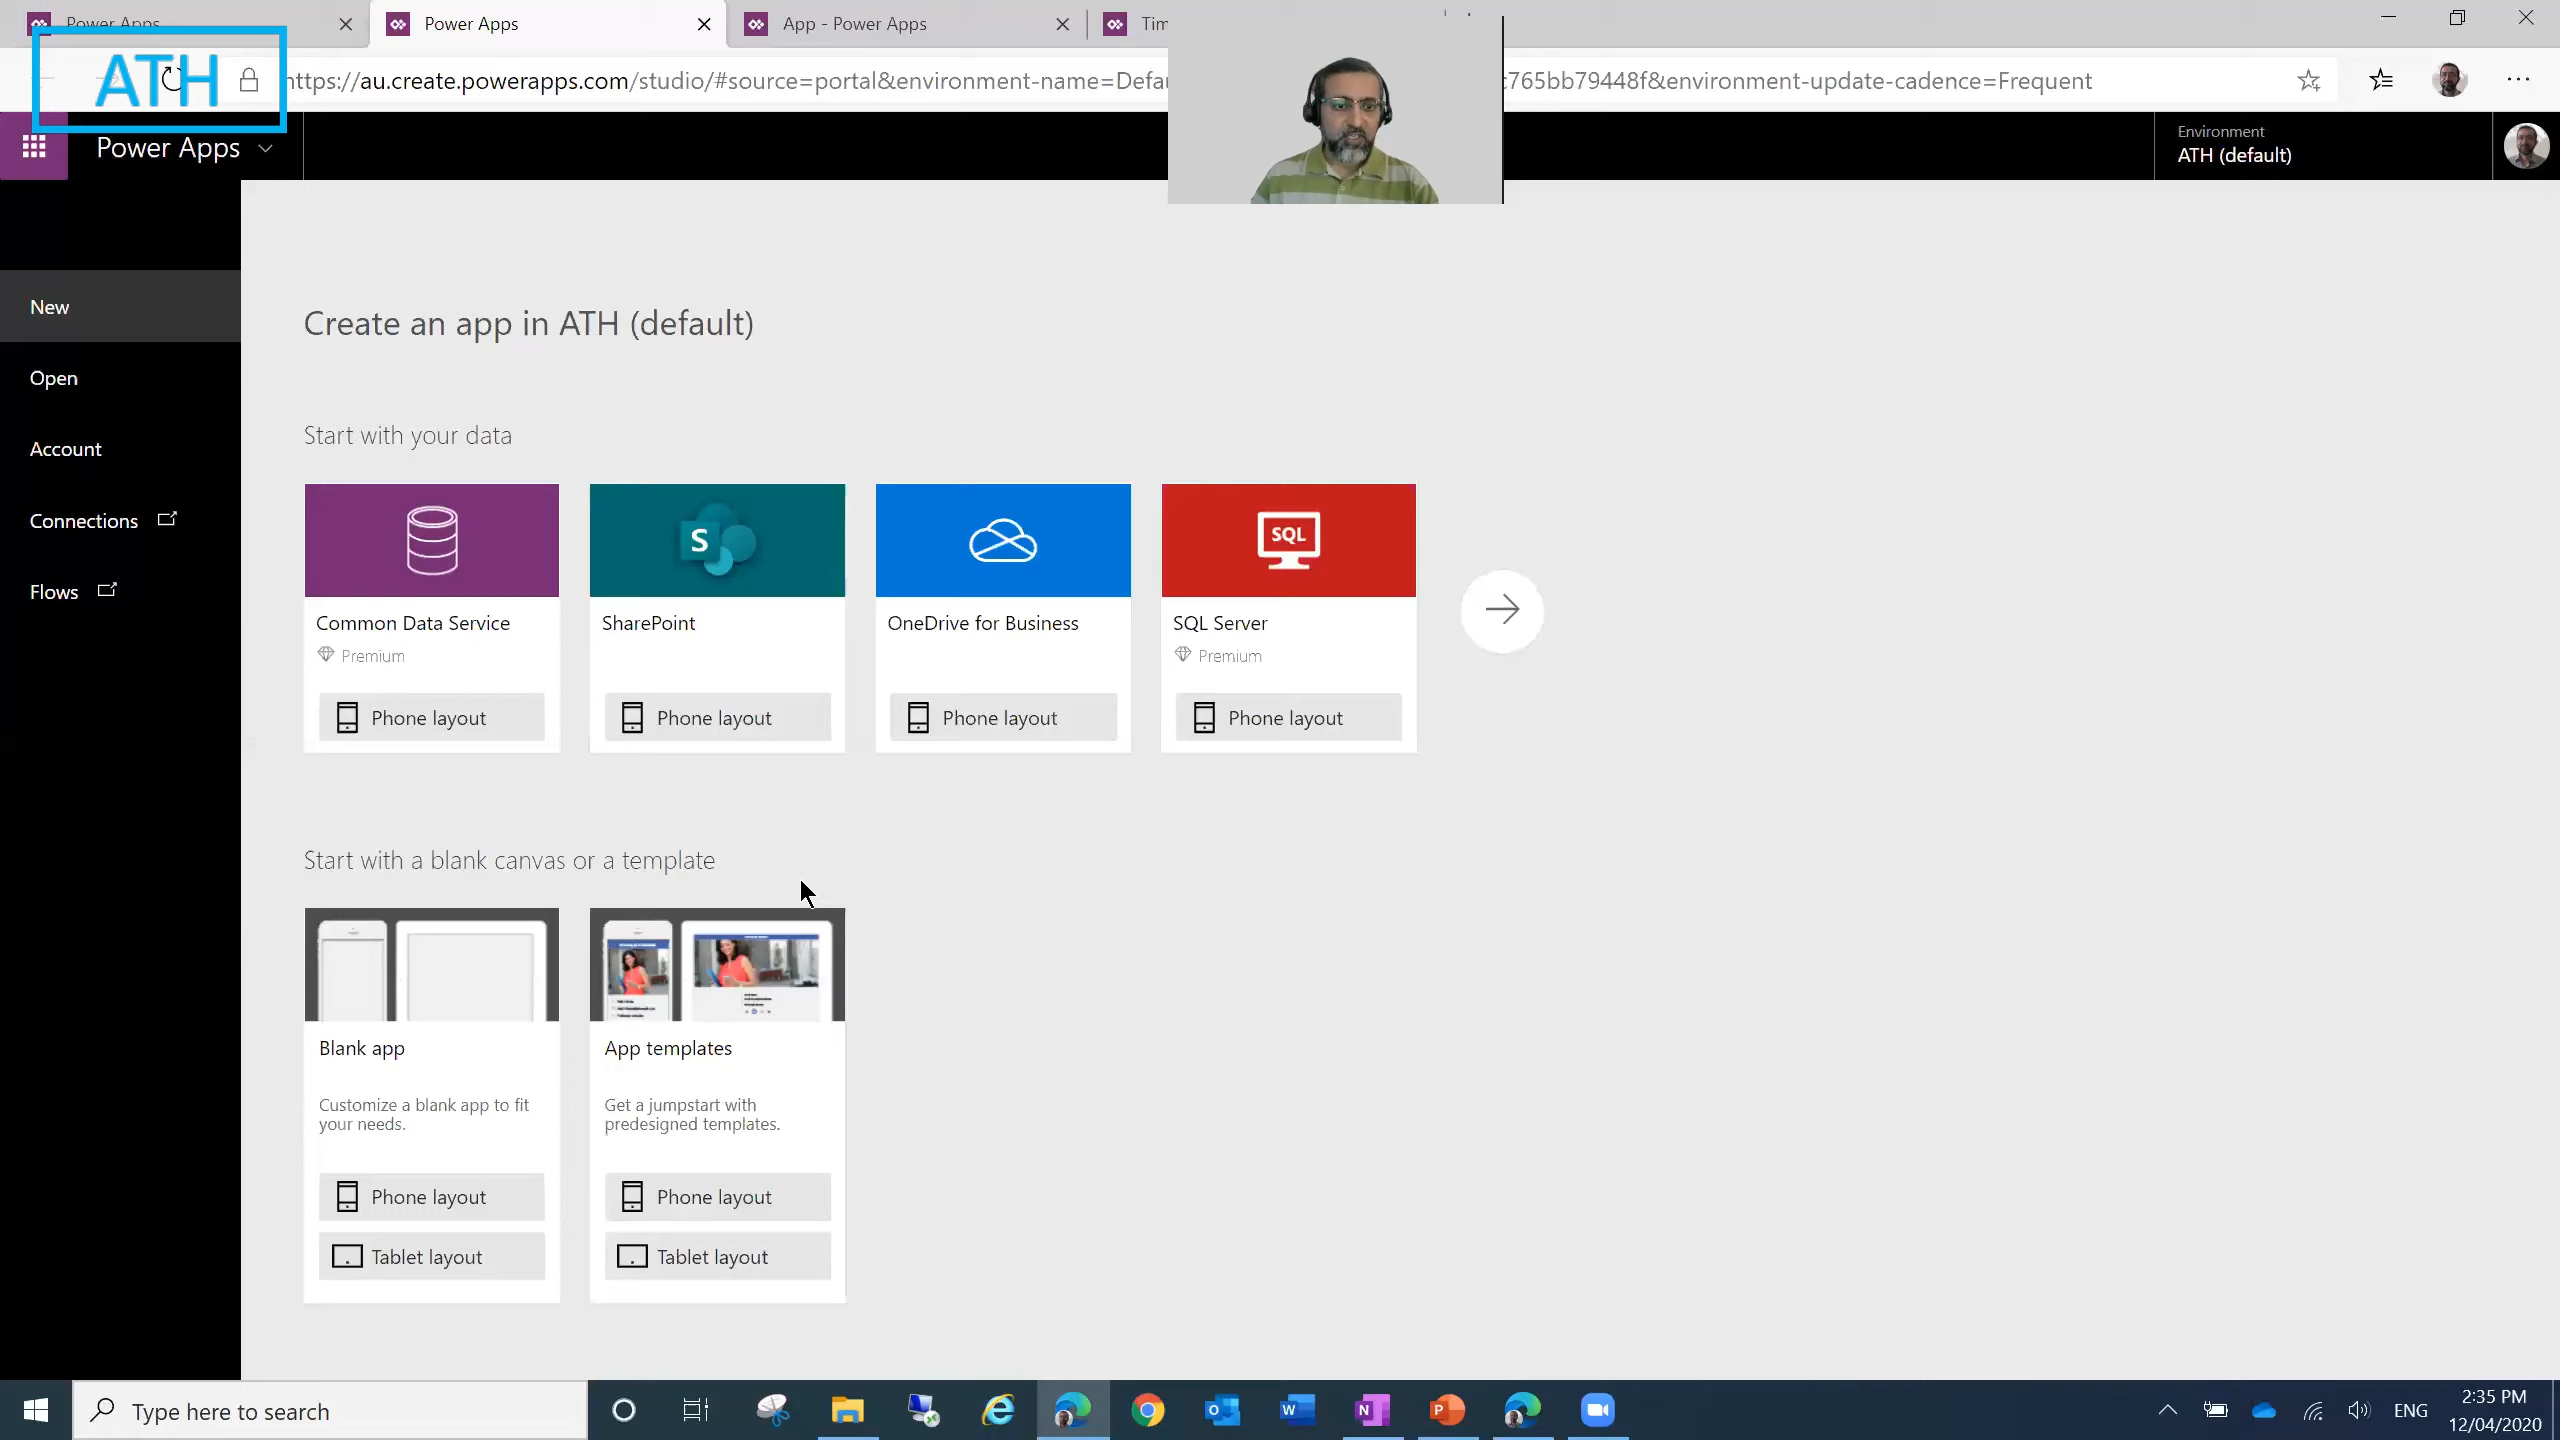 Power Apps
Power Apps
App - Power Apps
Tim
ATH
https://au.create.powerapps.com/studio/#source=portal&environment-name=Defau
c765bb79448f&environment-update-cadence=Frequent
Power Apps
Environment
ATH (default)
New
Open
Account
Connections
Flows
Create an app in ATH (default)
Start with your data
SQL
S
Common Data Service
SharePoint
OneDrive for Business
SQL Server
Premium
Premium
Phone layout
Phone layout
Phone layout
Phone layout
Start with a blank canvas or a template
Blank app
App templates
Customize a blank app to fit
your needs.
Get a jumpstart with
predesigned templates.
Phone layout
Phone layout
Tablet layout
Tablet layout
Type here to search
ENG
2:35 PM
12/04/2020